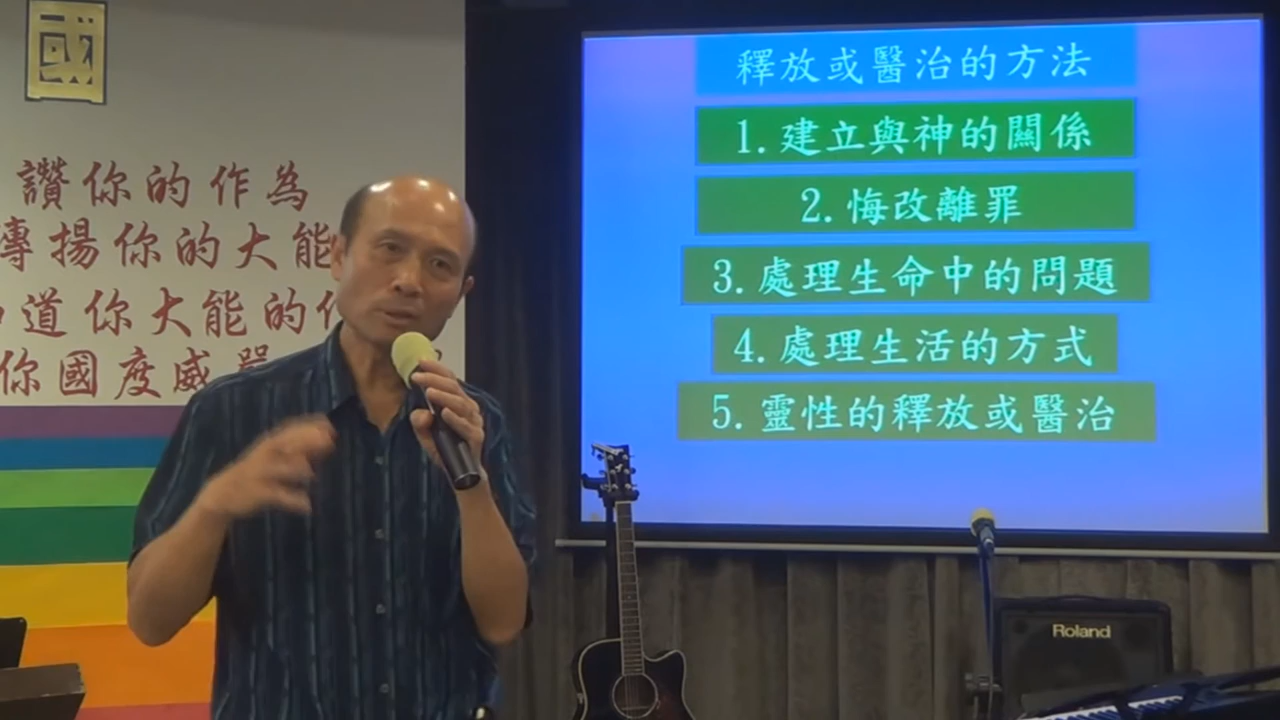 國
讚你的作為
傳揚你的大能
道你大能的
你國度威嚴
釋放或醫治的方法
1.建立與神的關係
2.悔改離罪
3.處理生命中的問題
4.處理生活的方式
5.靈性的釋放或醫治
Roland